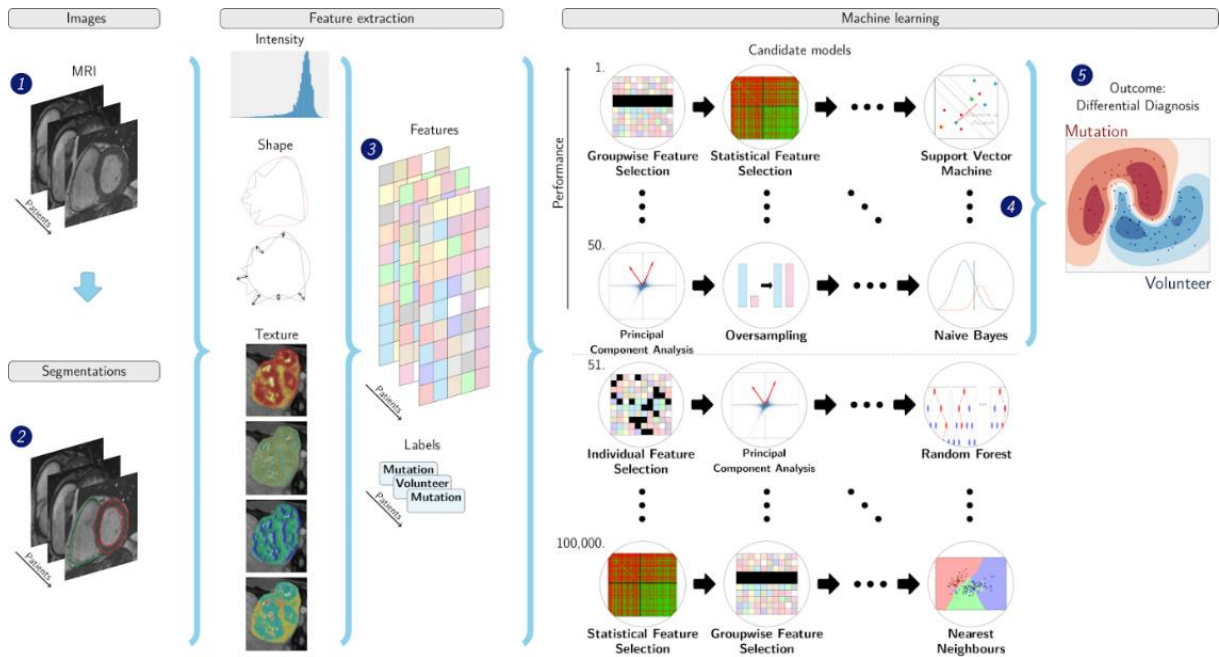 Images
Feature extraction
Machine learning
1
MRI
Patients
Segmentations
2
Patients
Intensity
Shape
Texture
3
Features
Patients
Labels
Mutation
Volunteer
Mutation
Patients
Candidate models
Performance
1.
Groupwise Feature
Selection
Statistical Feature
Selection
Support Vector
Machine
4
50.
Principal
Component Analysis
Oversampling
Naive Bayes
51.
Individual Feature
Selection
Principal
Component Analysis
Random Forest
100,000.
Statistical Feature
Selection
Groupwise Feature
Selection
Nearest
Neighbours
5
Outcome:
Differential Diagnosis
Mutation
Volunteer